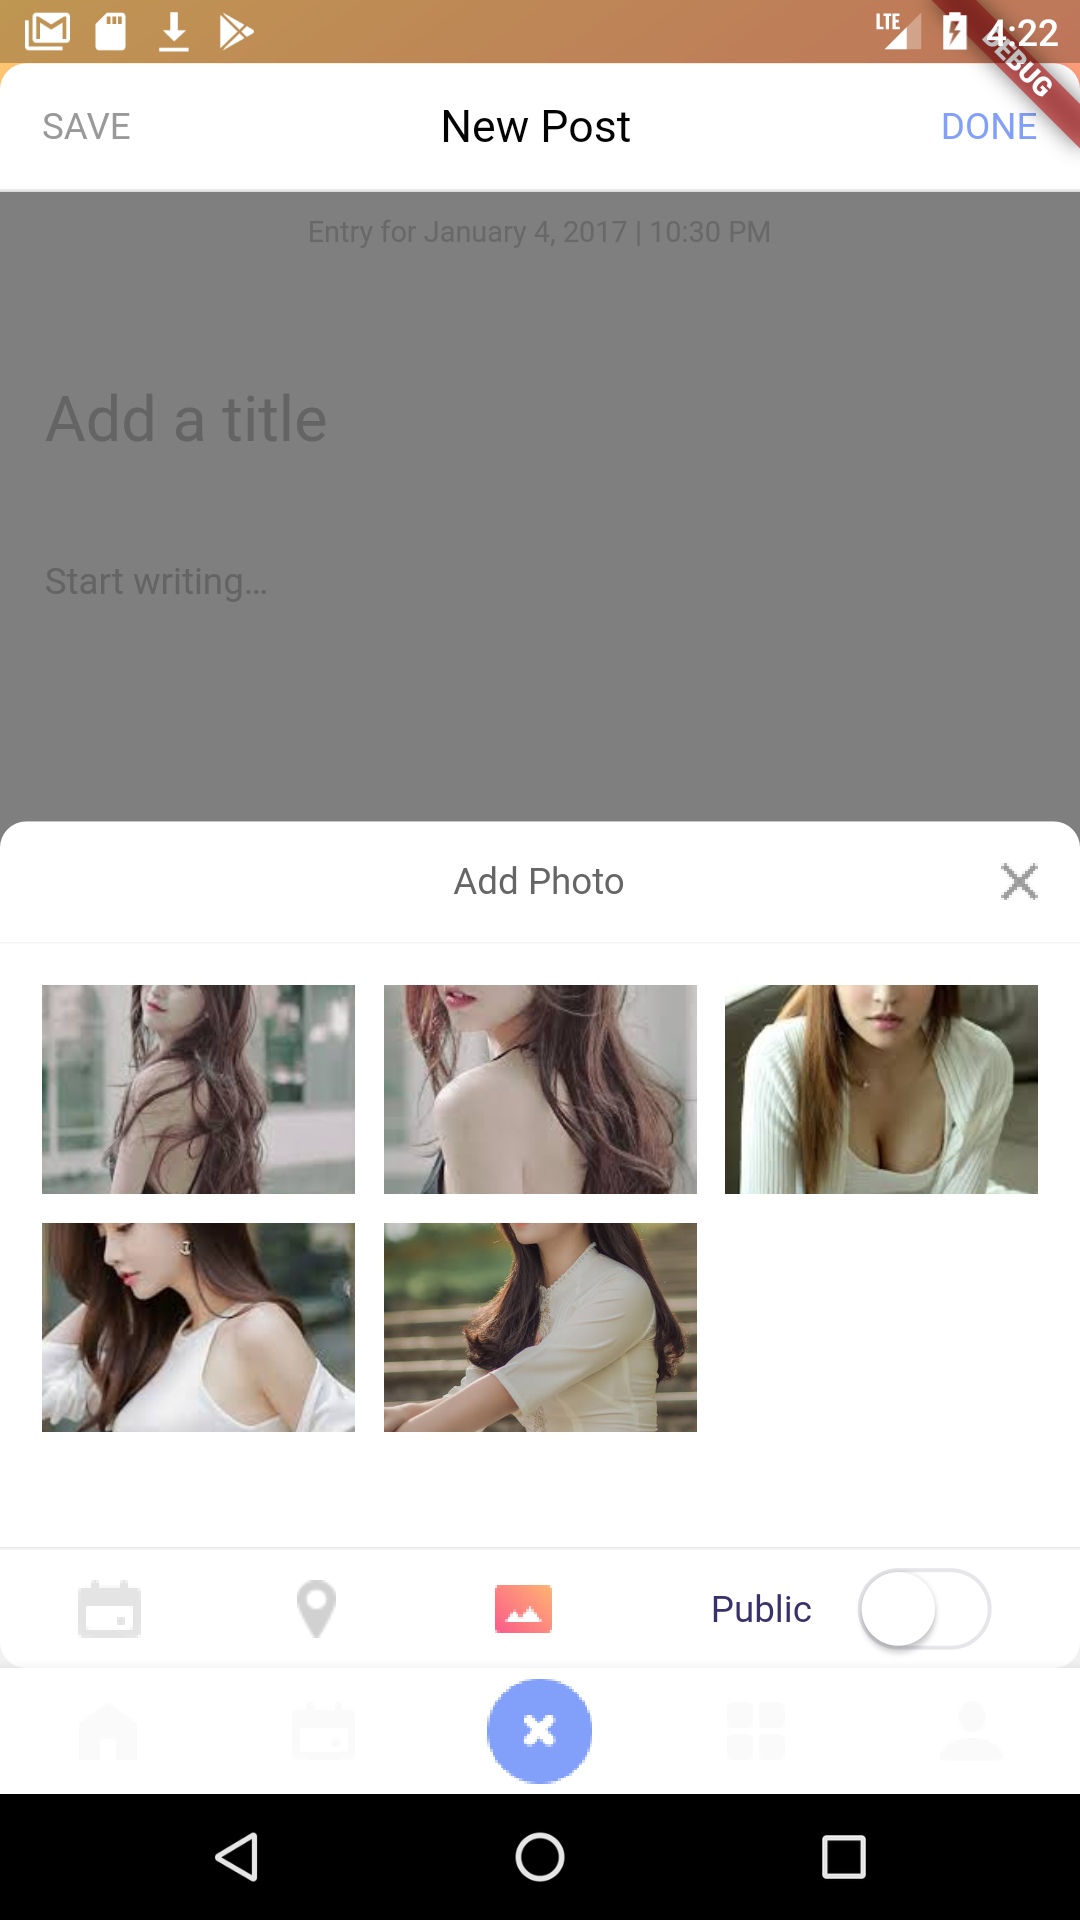 LTE 4:22
DEBUG
SAVE New Post DONE
Entry for January 4, 2017 | 10:30 PM
Add a title
Start writing...
Add Photo
Public